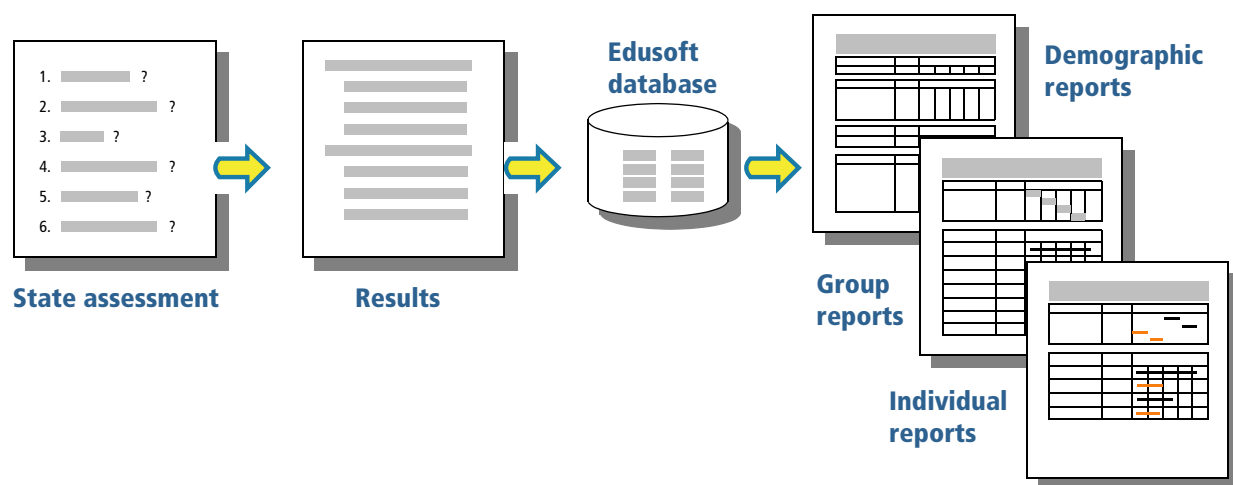 1. ?
2. ?
3. ?
4. ?
5. ?
6. ?
State assessment
Results
Edusoft
database
Demographic
reports
Group
reports
Individual
reports